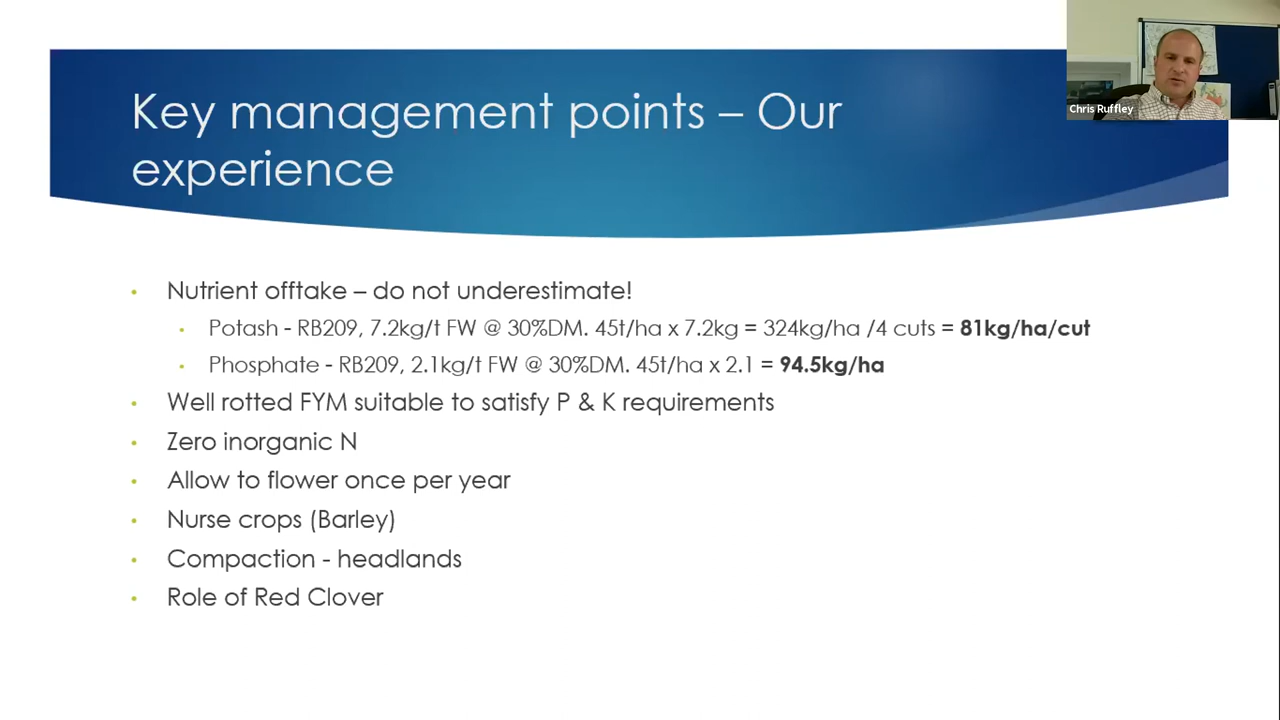 Key management points – Our
experience
Chris Ruffley
Nutrient offtake – do not underestimate!
Potash - RB209, 7.2kg/t FW @ 30%DM. 45t/ha x 7.2kg = 324kg/ha /4 cuts = 81kg/ha/cut
Phosphate - RB209, 2.1kg/t FW @ 30%DM. 45t/ha x 2.1 = 94.5kg/ha
Well rotted FYM suitable to satisfy P & K requirements
Zero inorganic N
Allow to flower once per year
Nurse crops (Barley)
Compaction - headlands
Role of Red Clover